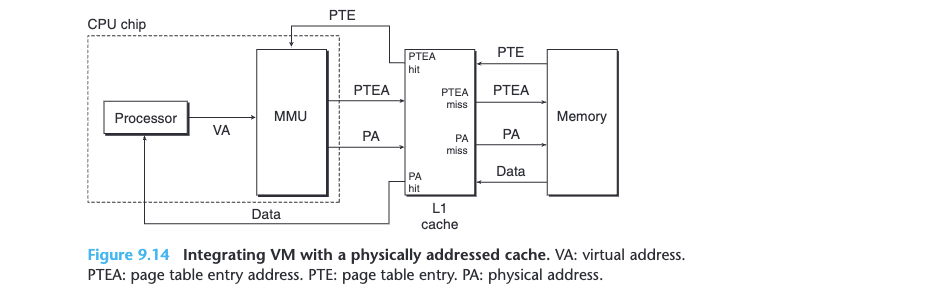 PTE
CPU chip
PTEA
hit
PTE
PTEA
PTEA
miss
PTEA
Processor
VA
MMU
Memory
PA
PA
miss
PA
PA
hit
Data
Data
L1
cache
Figure 9.14 Integrating VM with a physically addressed cache. VA: virtual address.
PTEA: page table entry address. PTE: page table entry. PA: physical address.